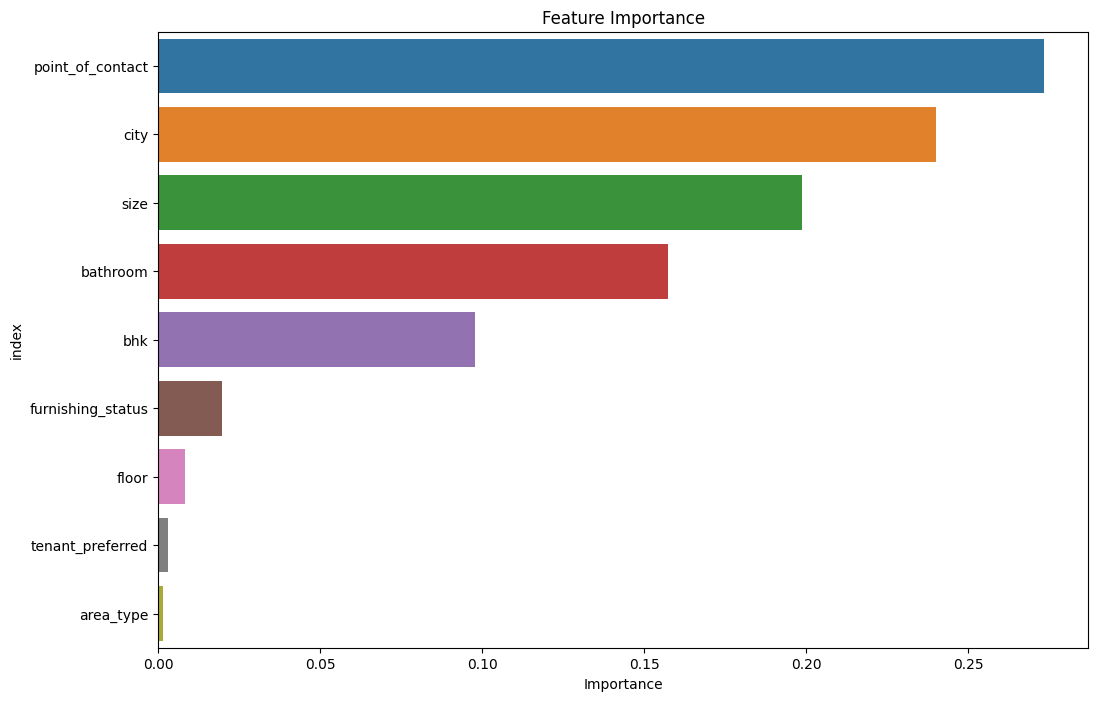 Feature Importance
point_of_contact
city
size
bathroom
bhk
furnishing_status
floor
tenant_preferred
area_type
index
0.00 0.05 0.10 0.15 0.20 0.25
Importance